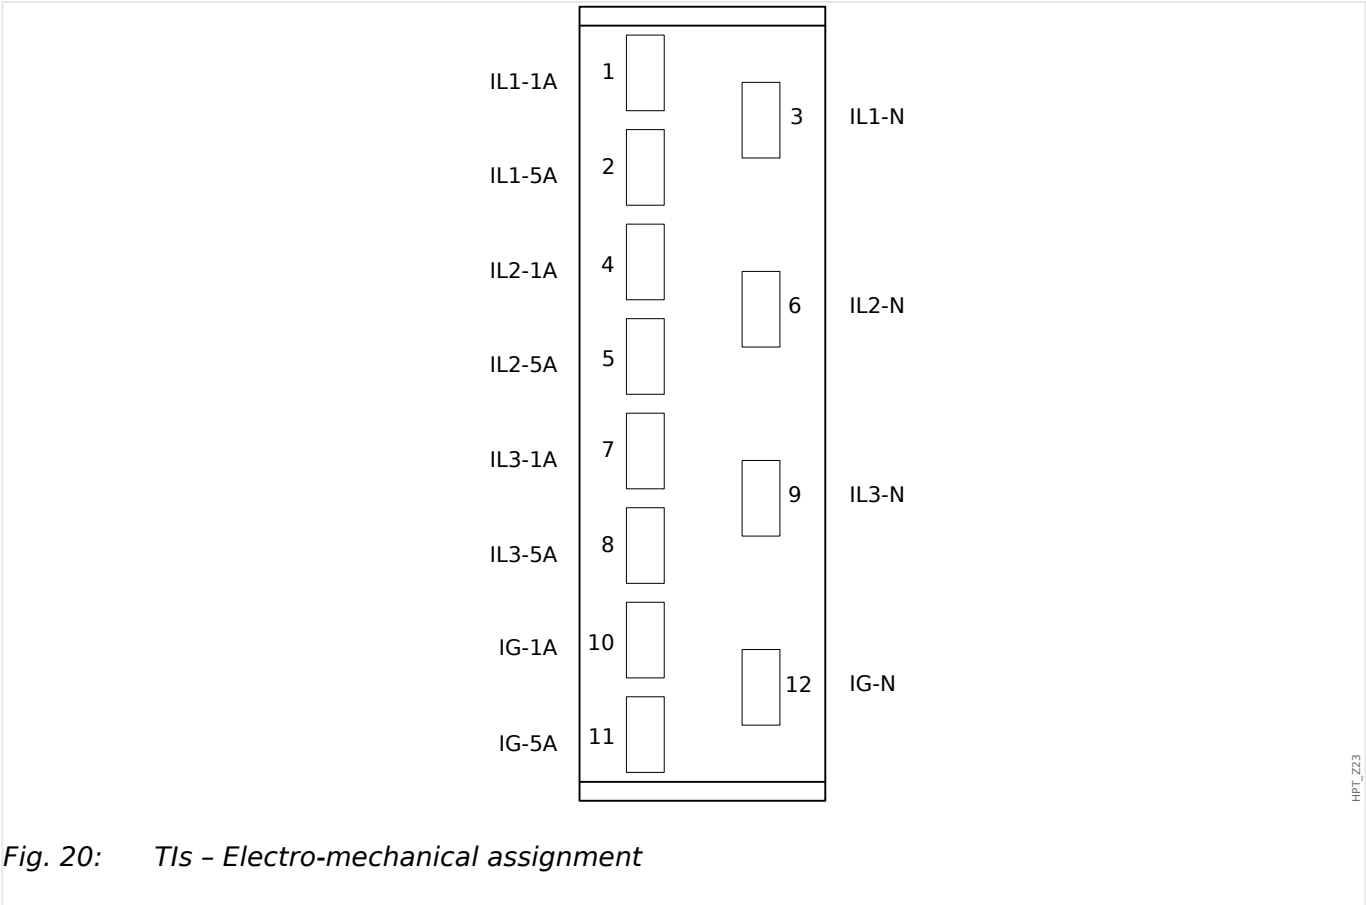 IL1-1A 1
3 IL1-N
IL1-5A 2
IL2-1A 4
6 IL2-N
IL2-5A 5
IL3-1A 7
9 IL3-N
IL3-5A 8
IG-1A 10
12 IG-N
IG-5A 11
HPT_Z23
Fig. 20: TIs – Electro-mechanical assignment